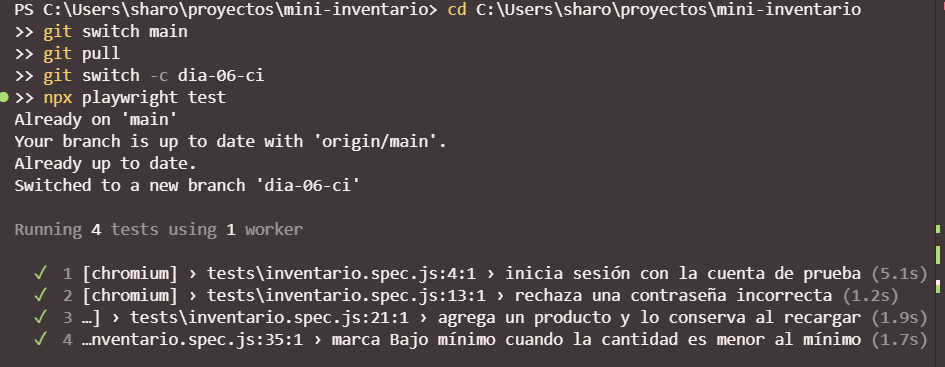 PS C:\Users\sharo\proyectos\mini-inventario> cd C:\Users\sharo\proyectos\mini-inventario
>> git switch main
>> git pull
>> git switch -c dia-06-ci
>> npx playwright test
Already on 'main'
Your branch is up to date with 'origin/main'.
Already up to date.
Switched to a new branch 'dia-06-ci'
Running 4 tests using 1 worker
✓ 1 [chromium] › tests\inventario.spec.js:4:1 › inicia sesión con la cuenta de prueba (5.1s)
✓ 2 [chromium] › tests\inventario.spec.js:13:1 › rechaza una contraseña incorrecta (1.2s)
✓ 3 …] › tests\inventario.spec.js:21:1 › agrega un producto y lo conserva al recargar (1.9s)
✓ 4 …nventario.spec.js:35:1 › marca Bajo mínimo cuando la cantidad es menor al mínimo (1.7s)